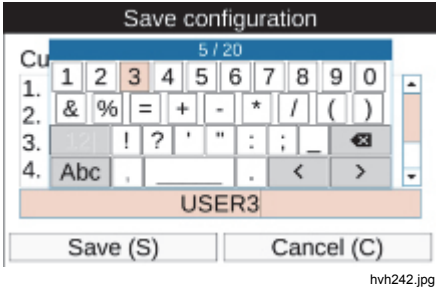 Save configuration
Cu
5 / 20
1 2 3 4 5 6 7 8 9 0
1.
& % = + - * / ( )
2.
12! ! ? ' " : ; _
3.
Abc , . < >
4.
USER3
Save (S) Cancel (C)
hvh242.jpg